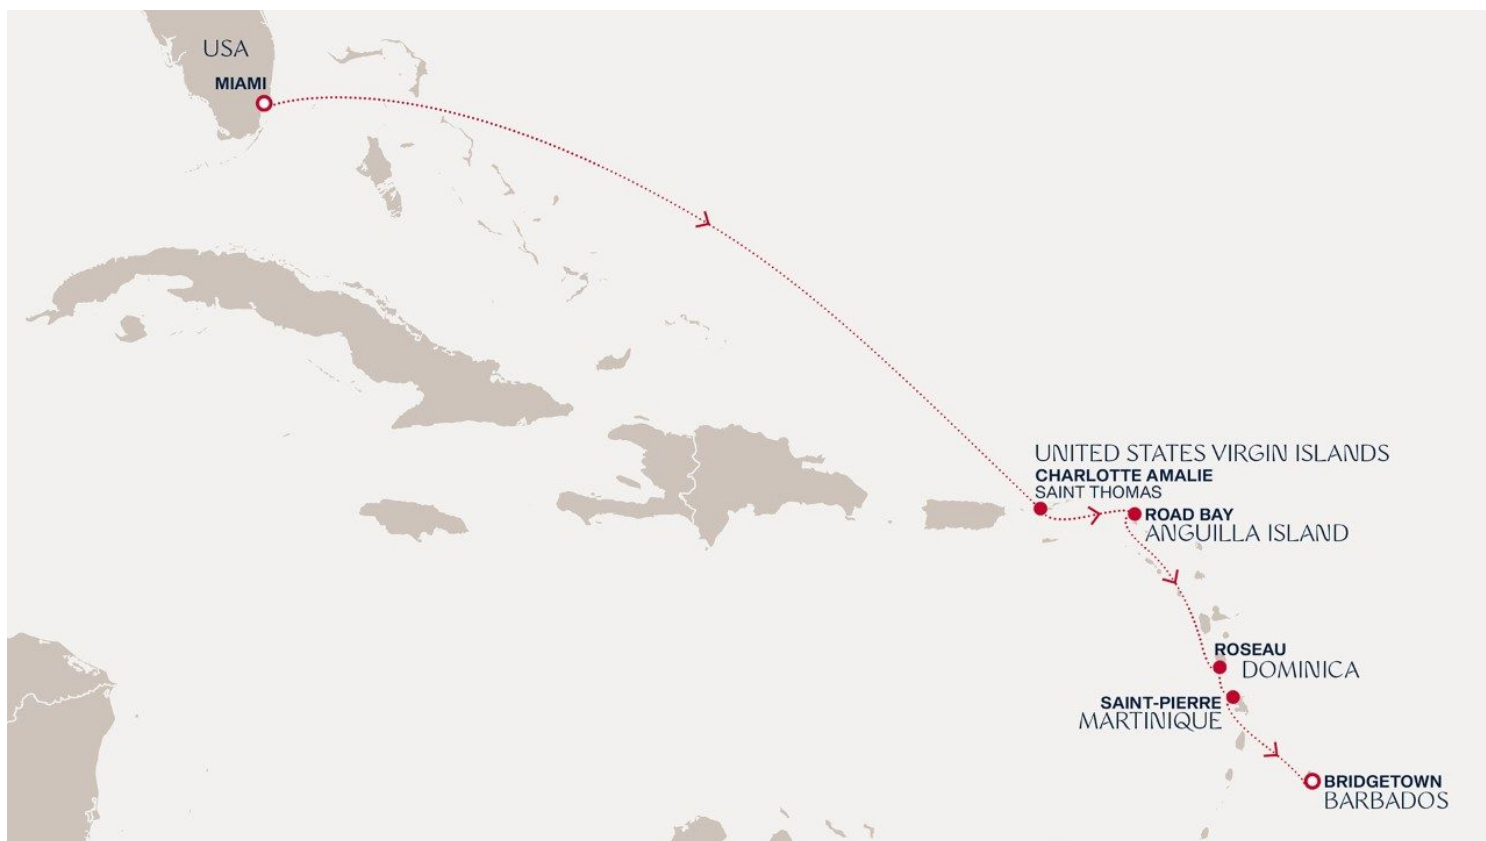 USA
MIAMI
UNITED STATES VIRGIN ISLANDS
CHARLOTTE AMALIE
SAINT THOMAS
ROAD BAY
ANGUILLA ISLAND
ROSEAU
DOMINICA
SAINT-PIERRE
MARTINIQUE
BRIDGETOWN
BARBADOS